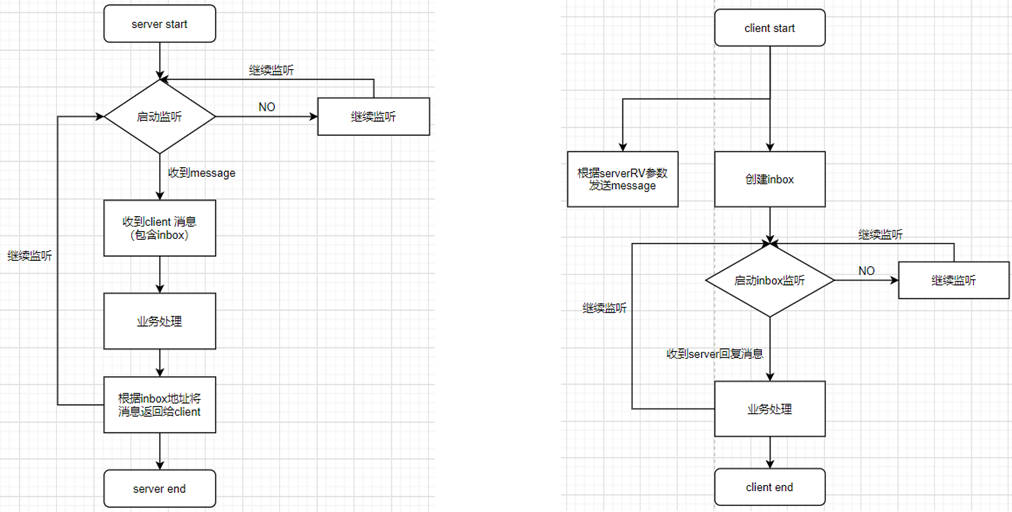 server start
继续监听
启动监听
NO
继续监听
收到message
收到client 消息
（包含inbox）
继续监听
业务处理
根据inbox地址将
消息返回给client
server end
client start
根据serverRV参数
发送message
创建inbox
继续监听
启动inbox监听
NO
继续监听
继续监听
收到server回复消息
业务处理
client end